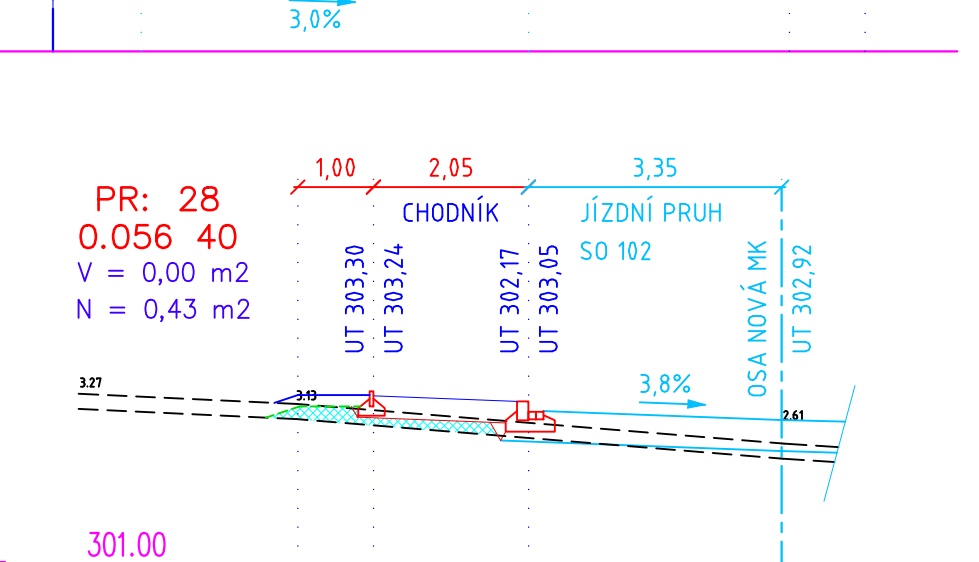 3,0%
1,00
2,05
3,35
PR: 28
0.056 40
V = 0,00 m2
N = 0,43 m2
CHODNÍK
JÍZDNÍ PRUH
SO 102
UT 303,30
UT 303,24
UT 302,17
UT 303,05
OSA NOVÁ MK
UT 302,92
3.27
3.13
3,8%
2.61
301.00